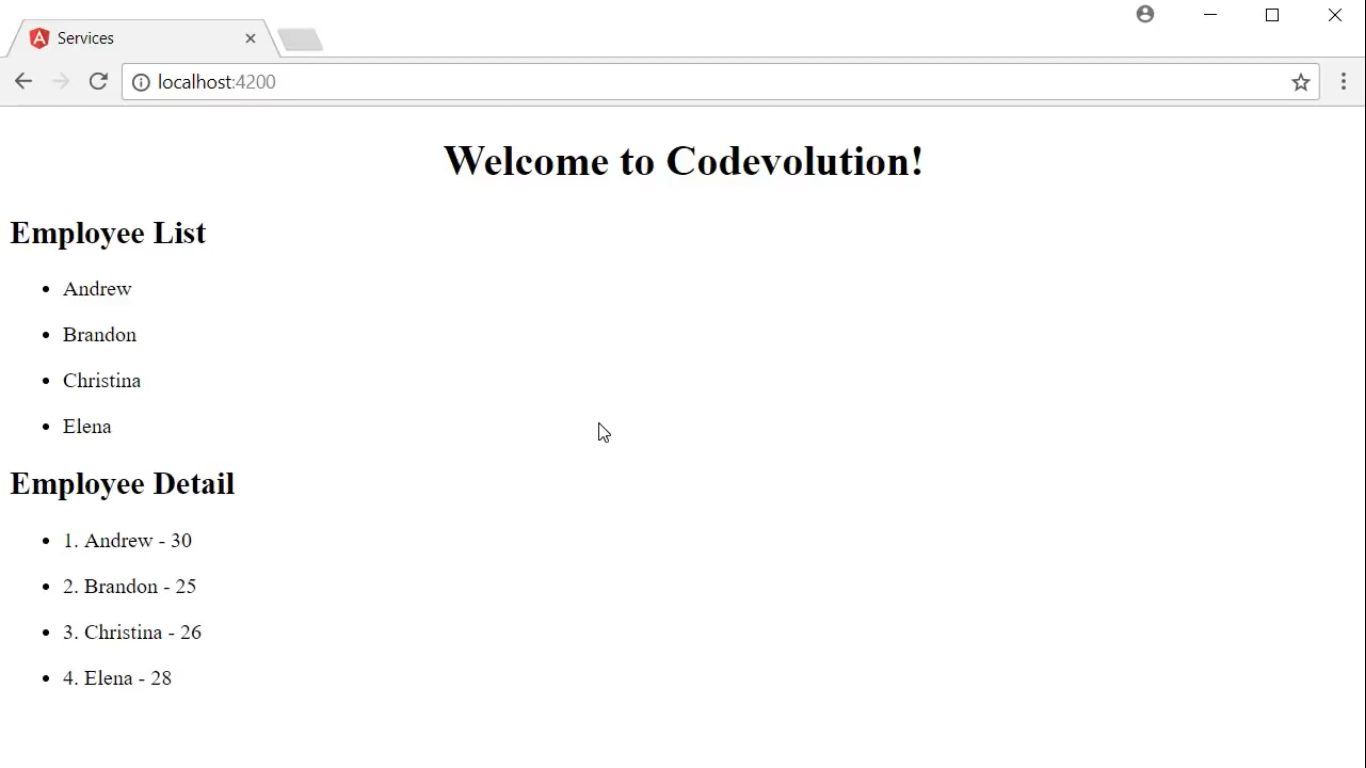 Services
localhost:4200
Welcome to Codevolution!
Employee List
• Andrew
• Brandon
• Christina
• Elena
Employee Detail
• 1. Andrew - 30
• 2. Brandon - 25
• 3. Christina - 26
• 4. Elena - 28